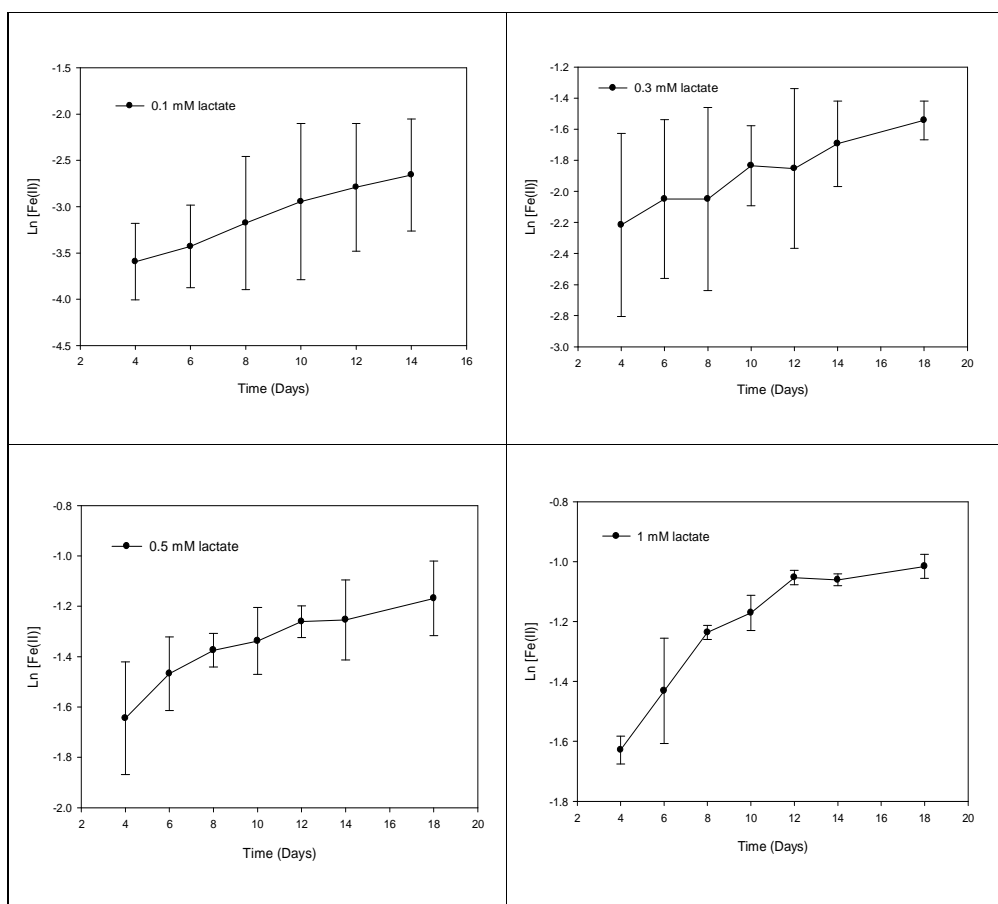 0.1 mM lactate
Ln [Fe(II)]
-1.5
-2.0
-2.5
-3.0
-3.5
-4.0
-4.5
2 4 6 8 10 12 14 16
Time (Days)
0.3 mM lactate
Ln [Fe(II)]
-1.2
-1.4
-1.6
-1.8
-2.0
-2.2
-2.4
-2.6
-2.8
-3.0
2 4 6 8 10 12 14 16 18 20
Time (Days)
0.5 mM lactate
Ln [Fe(II)]
-0.8
-1.0
-1.2
-1.4
-1.6
-1.8
-2.0
2 4 6 8 10 12 14 16 18 20
Time (Days)
1 mM lactate
Ln [Fe(II)]
-0.8
-1.0
-1.2
-1.4
-1.6
-1.8
2 4 6 8 10 12 14 16 18 20
Time (Days)